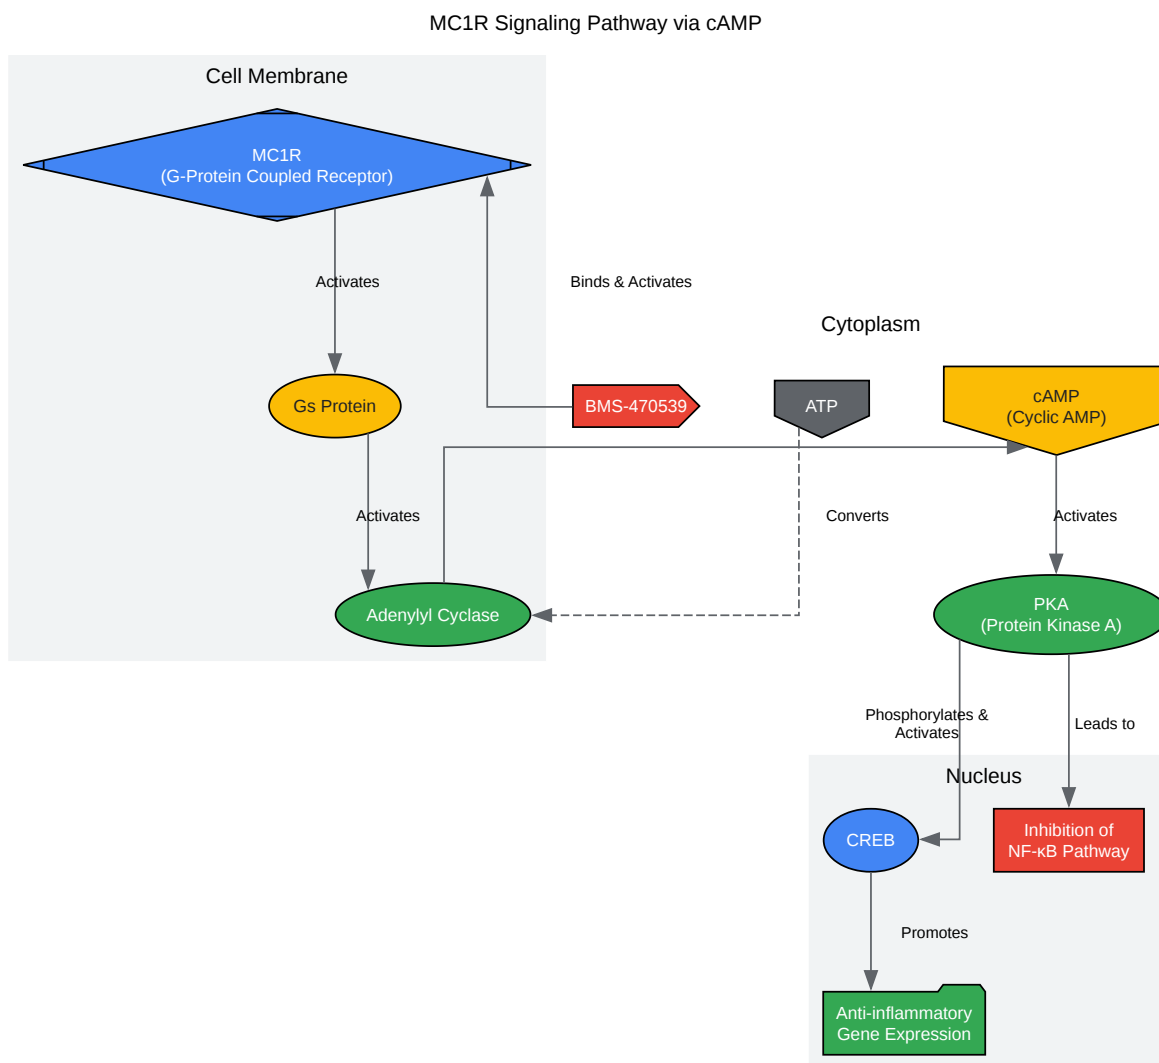 MC1R Signaling Pathway via cAMP
Cell Membrane
MC1R
(G-Protein Coupled Receptor)
Activates
Binds & Activates
Cytoplasm
Gs Protein
BMS-470539
ATP
cAMP
(Cyclic AMP)
Activates
Converts
Activates
Adenylyl Cyclase
PKA
(Protein Kinase A)
Phosphorylates &
Activates
Leads to
Nucleus
CREB
Inhibition of
NF-κB Pathway
Promotes
Anti-inflammatory
Gene Expression